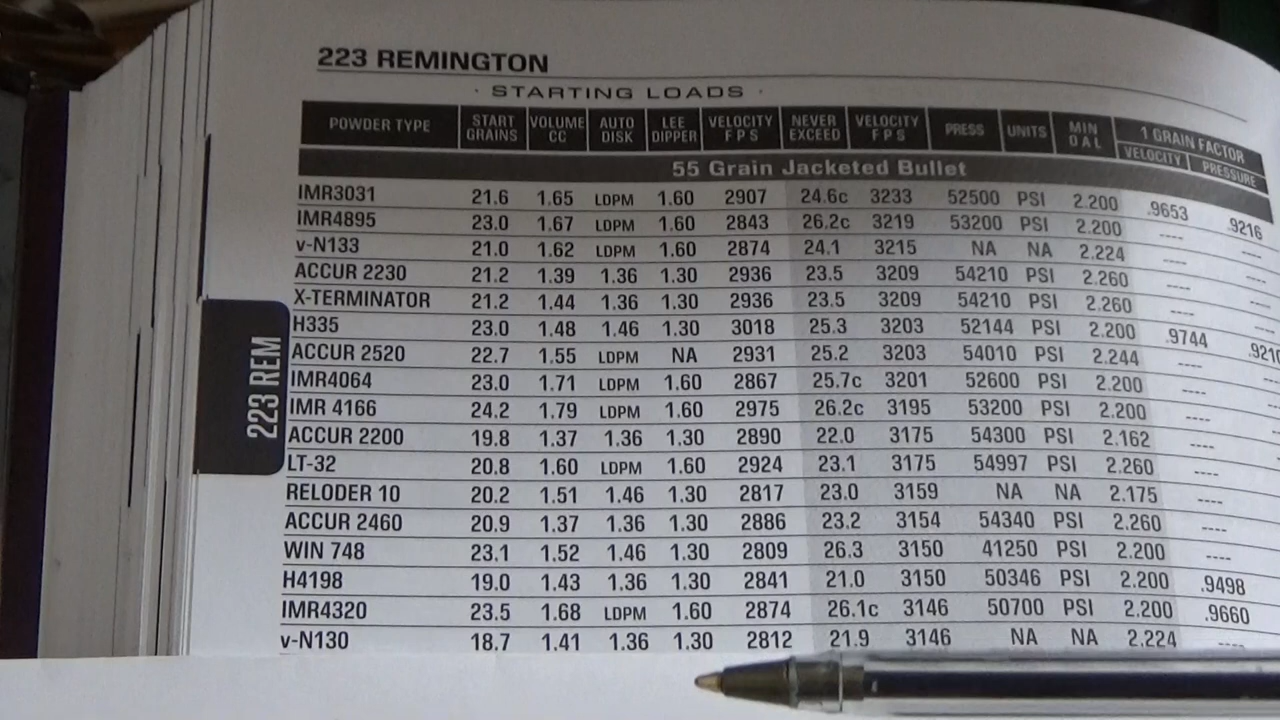 223 REMINGTON
· STARTING LOADS ·
POWDER TYPE START GRAINS VOLUME CC AUTO DISK LEE DIPPER VELOCITY FPS NEVER EXCEED VELOCITY FPS PRESS UNITS MIN OAL 1 GRAIN FACTOR VELOCITY PRESSURE
55 Grain Jacketed Bullet
IMR3031 21.6 1.65 LDPM 1.60 2907 24.6c 3233 52500 PSI 2.200 .9653 .9216
IMR4895 23.0 1.67 LDPM 1.60 2843 26.2c 3219 53200 PSI 2.200 ---- ----
v-N133 21.0 1.62 LDPM 1.60 2874 24.1 3215 NA NA 2.224 ---- ----
ACCUR 2230 21.2 1.39 1.36 1.30 2936 23.5 3209 54210 PSI 2.260 ---- ----
X-TERMINATOR 21.2 1.44 1.36 1.30 2936 23.5 3209 54210 PSI 2.260 ---- ----
H335 23.0 1.48 1.46 1.30 3018 25.3 3203 52144 PSI 2.200 .9744
ACCUR 2520 22.7 1.55 LDPM NA 2931 25.2 3203 54010 PSI 2.244 ---- ----
IMR4064 23.0 1.71 LDPM 1.60 2867 25.7c 3201 52600 PSI 2.200 ---- ----
IMR 4166 24.2 1.79 LDPM 1.60 2975 26.2c 3195 53200 PSI 2.200 ---- ----
ACCUR 2200 19.8 1.37 1.36 1.30 2890 22.0 3175 54300 PSI 2.162 ---- ----
LT-32 20.8 1.60 LDPM 1.60 2924 23.1 3175 54997 PSI 2.260 ---- ----
RELODER 10 20.2 1.51 1.46 1.30 2817 23.0 3159 NA NA 2.175 ----
ACCUR 2460 20.9 1.37 1.36 1.30 2886 23.2 3154 54340 PSI 2.260 ----
WIN 748 23.1 1.52 1.46 1.30 2809 26.3 3150 41250 PSI 2.200 ----
H4198 19.0 1.43 1.36 1.30 2841 21.0 3150 50346 PSI 2.200 .9498
IMR4320 23.5 1.68 LDPM 1.60 2874 26.1c 3146 50700 PSI 2.200 .9660
v-N130 18.7 1.41 1.36 1.30 2812 21.9 3146 NA NA 2.224 ----
223 REM